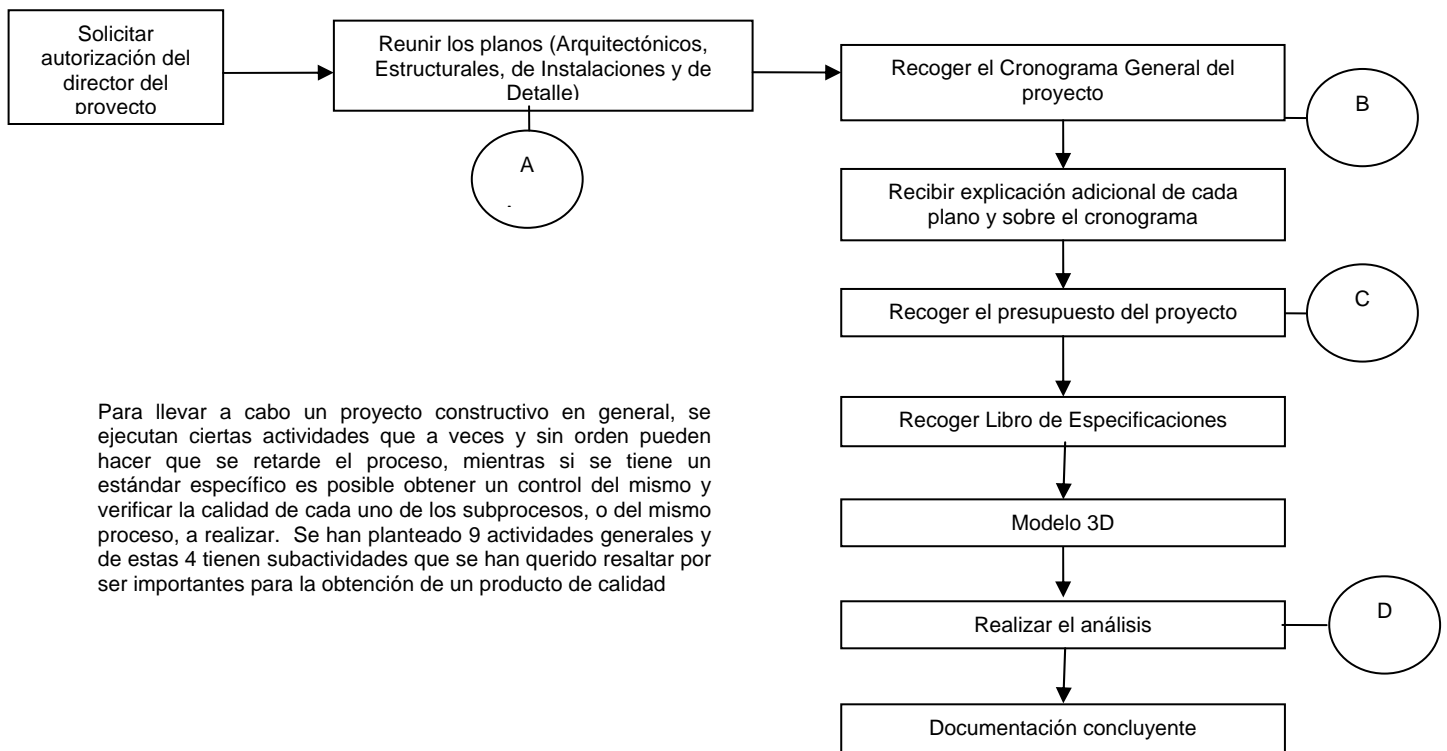 Solicitar
autorización del
director del
proyecto
Reunir los planos (Arquitectónicos,
Estructurales, de Instalaciones y de
Detalle)
A
Recoger el Cronograma General del
proyecto
B
Recibir explicación adicional de cada
plano y sobre el cronograma
Recoger el presupuesto del proyecto
C
Recoger Libro de Especificaciones
Modelo 3D
Realizar el análisis
D
Documentación concluyente
Para llevar a cabo un proyecto constructivo en general, se
ejecutan ciertas actividades que a veces y sin orden pueden
hacer que se retarde el proceso, mientras si se tiene un
estándar específico es posible obtener un control del mismo y
verificar la calidad de cada uno de los subprocesos, o del mismo
proceso, a realizar. Se han planteado 9 actividades generales y
de estas 4 tienen subactividades que se han querido resaltar por
ser importantes para la obtención de un producto de calidad